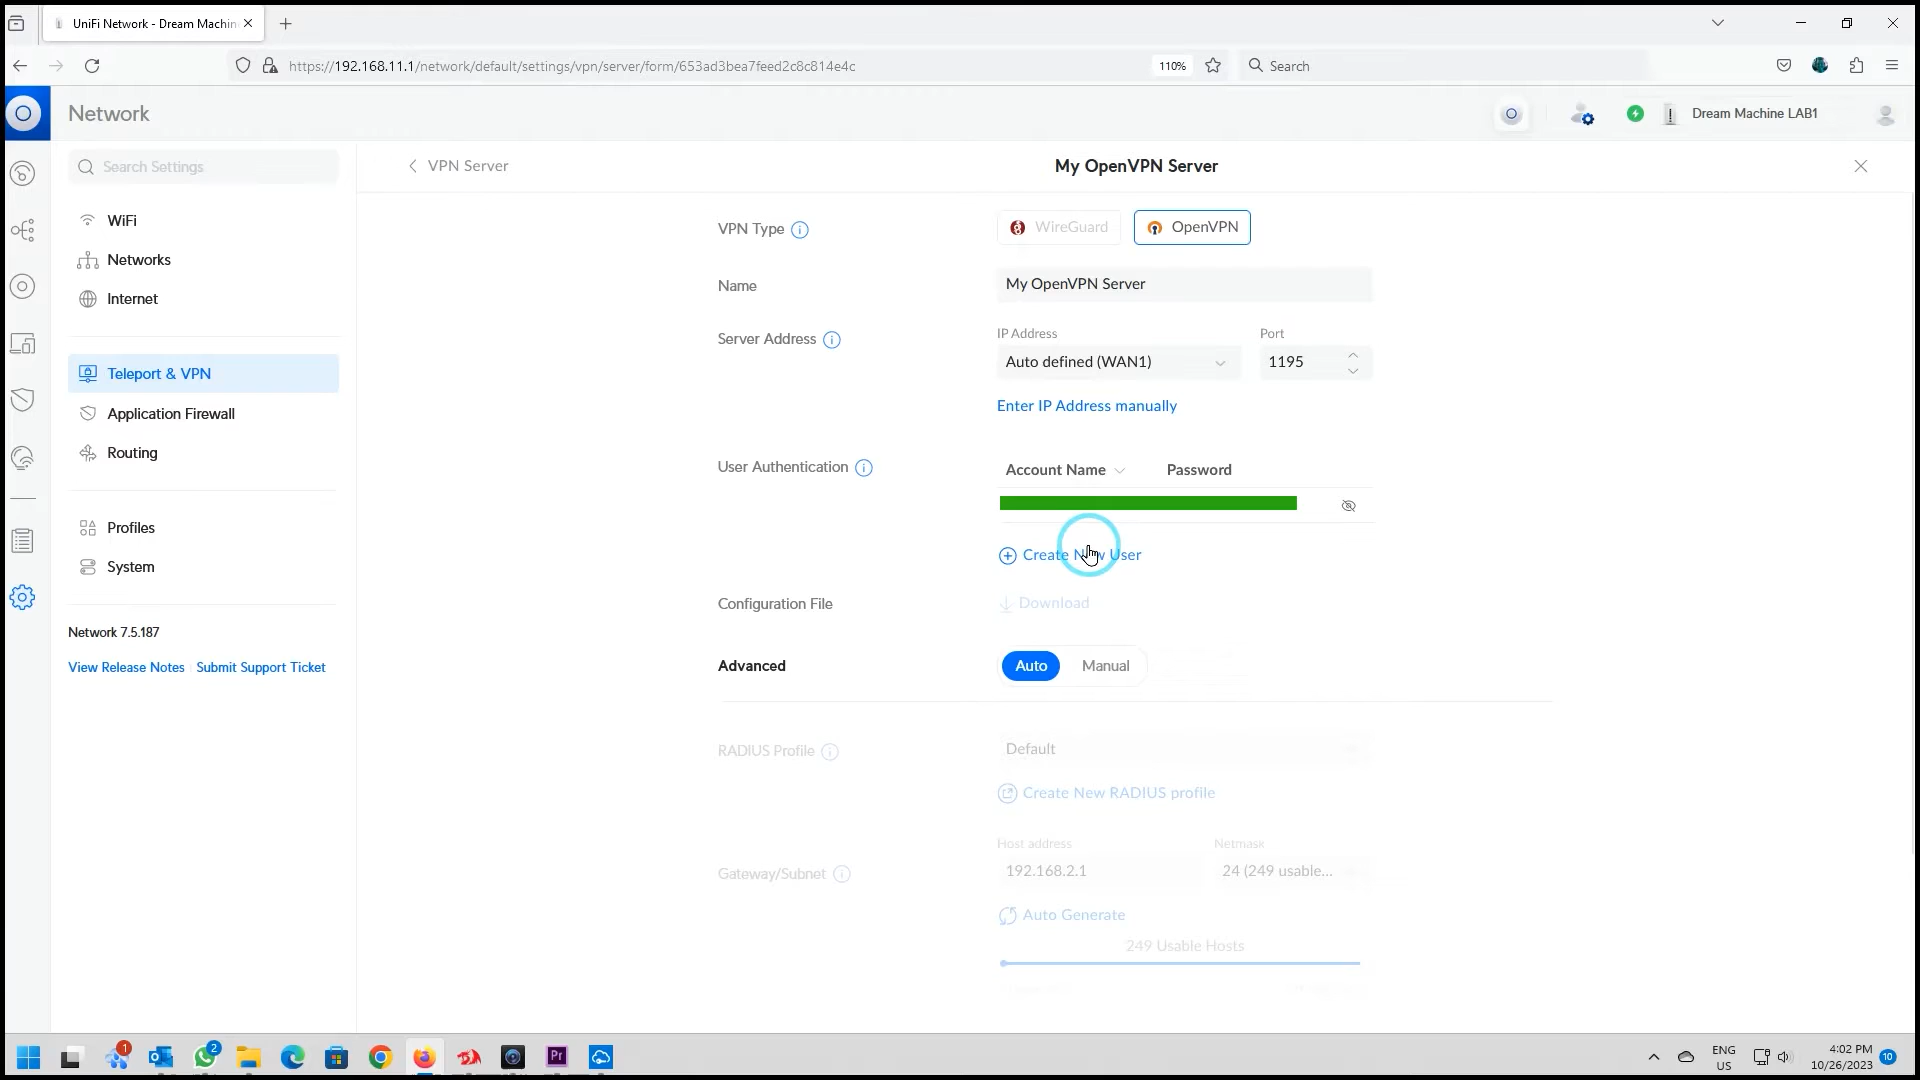 UniFi Network - Dream Machin
https://192.168.11.1/network/default/settings/vpn/server/form/653ad3bea7feed2c8c814e4c
110%
Search
Network
Dream Machine LAB1
Search Settings
VPN Server
My OpenVPN Server
WiFi
Networks
Internet
Teleport & VPN
Application Firewall
Routing
Profiles
System
Network 7.5.187
View Release Notes
Submit Support Ticket
VPN Type
WireGuard
OpenVPN
Name
My OpenVPN Server
Server Address
IP Address
Port
Auto defined (WAN1)
1195
Enter IP Address manually
User Authentication
Account Name
Password
Create New User
Configuration File
Download
Advanced
Auto
Manual
RADIUS Profile
Default
Create New RADIUS profile
Gateway/Subnet
Host address
Netmask
192.168.2.1
24 (249 usable...
Auto Generate
249 Usable Hosts
1
2
Pr
ENG
US
4:02 PM
10/26/2023
10